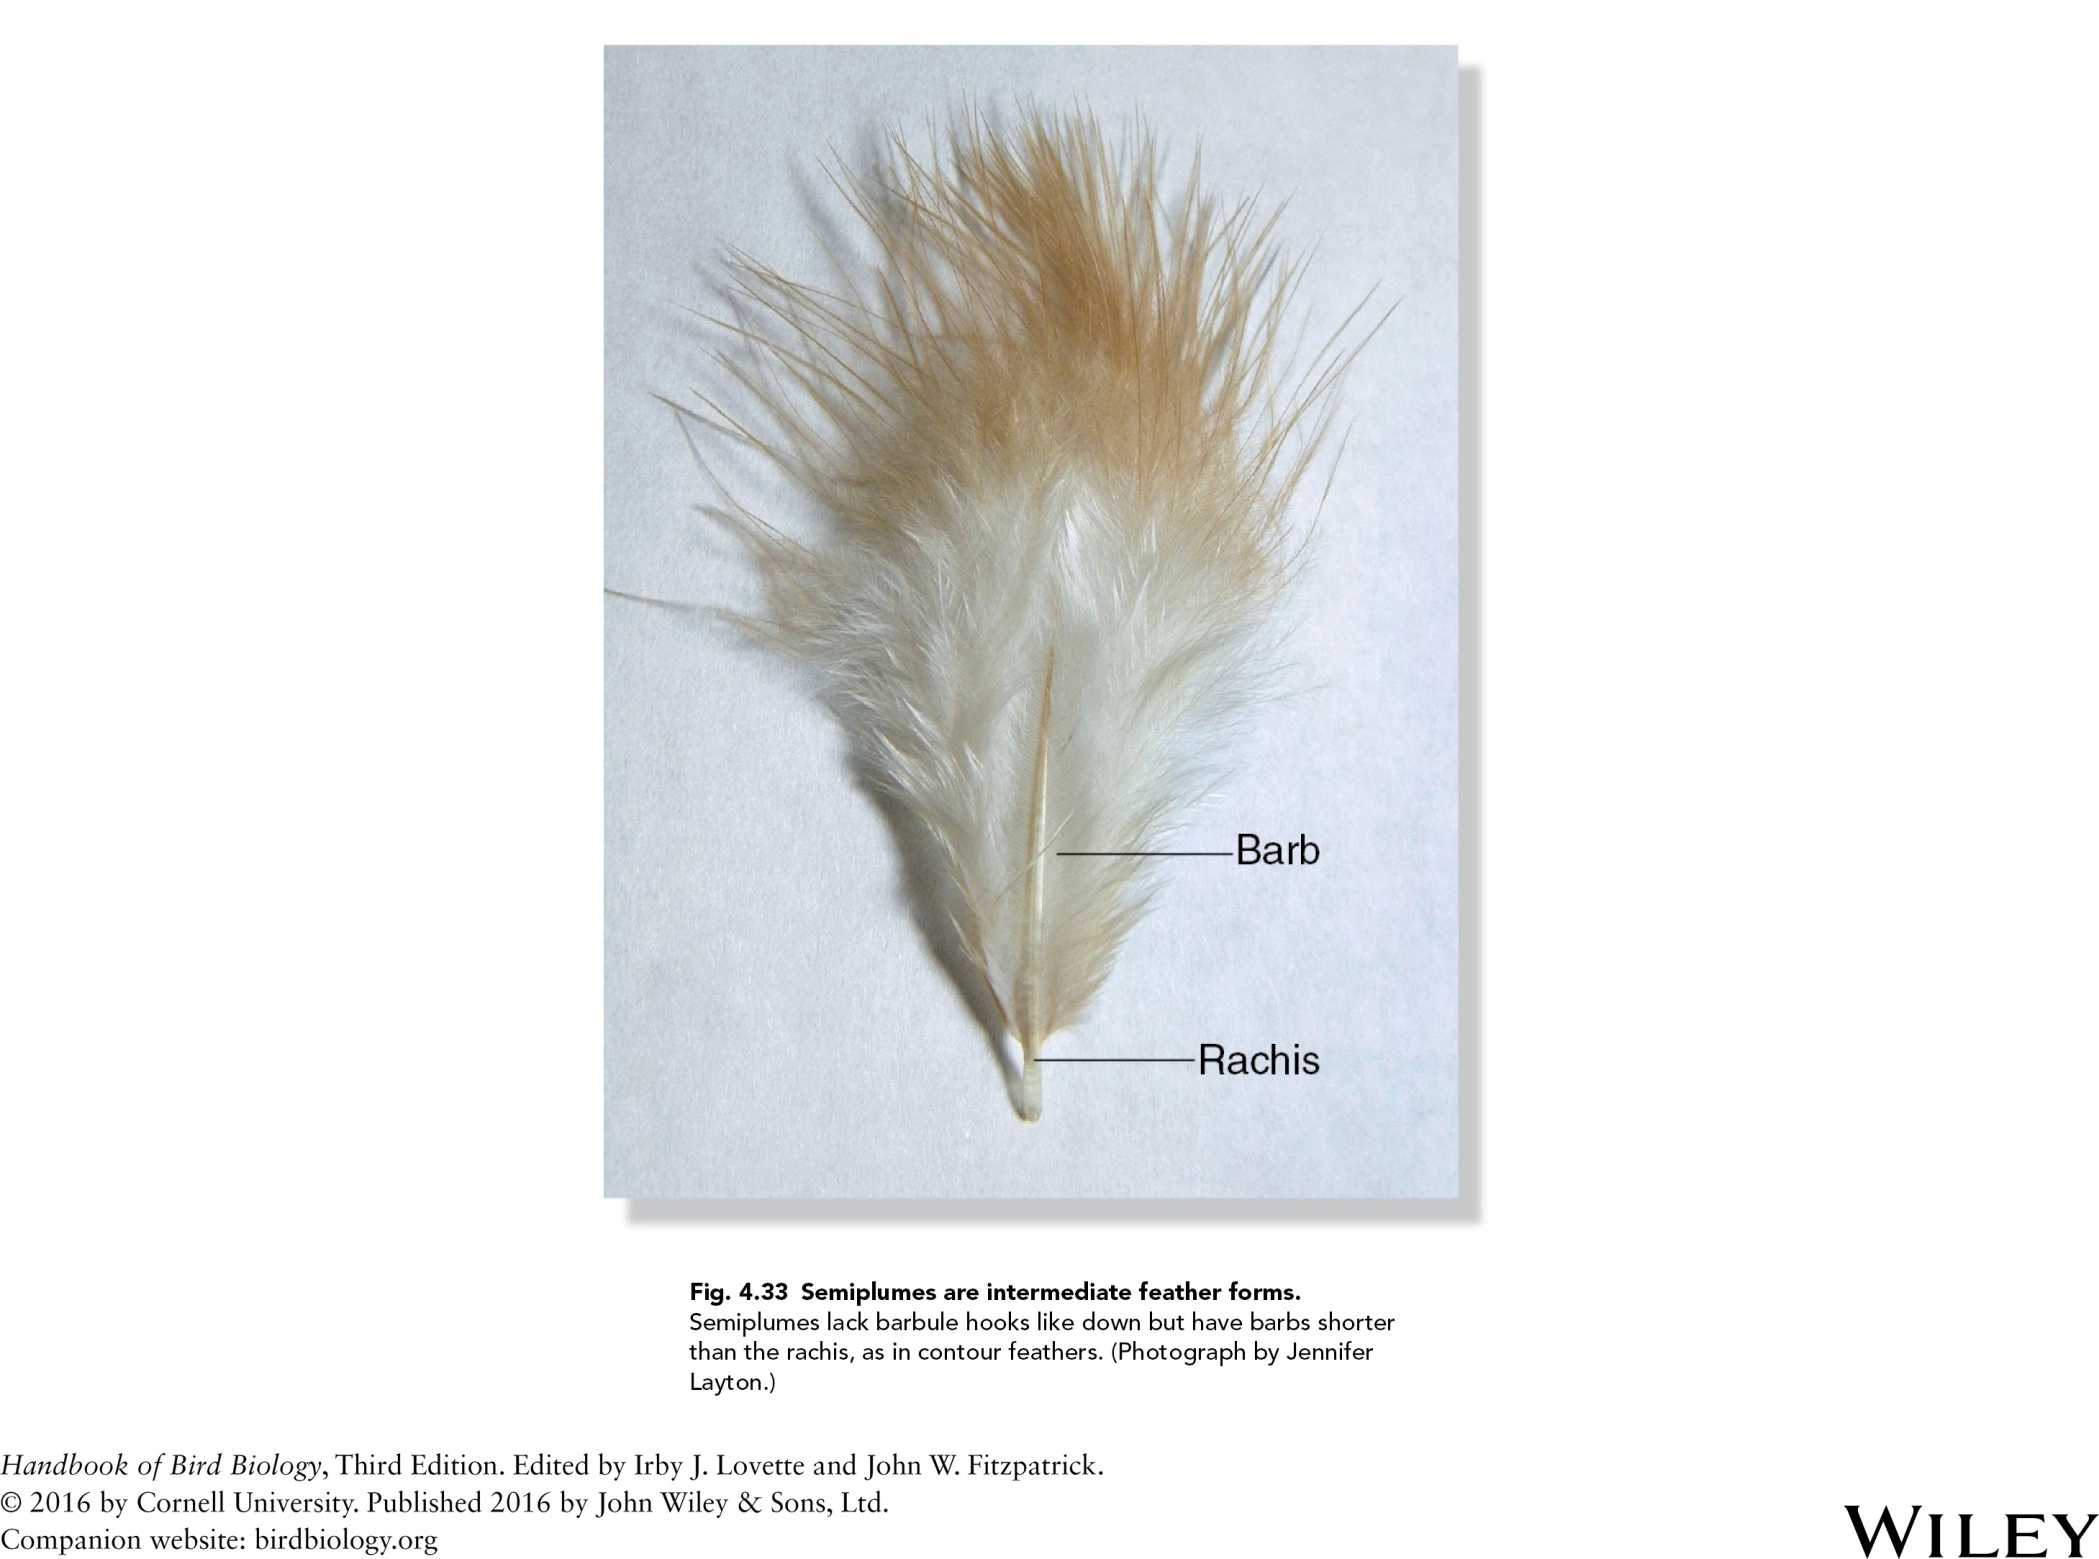 Barb
Rachis
Fig. 4.33 Semiplumes are intermediate feather forms.
Semiplumes lack barbule hooks like down but have barbs shorter
than the rachis, as in contour feathers. (Photograph by Jennifer
Layton.)
Handbook of Bird Biology, Third Edition. Edited by Irby J. Lovette and John W. Fitzpatrick.
© 2016 by Cornell University. Published 2016 by John Wiley & Sons, Ltd.
Companion website: birdbiology.org
WILEY